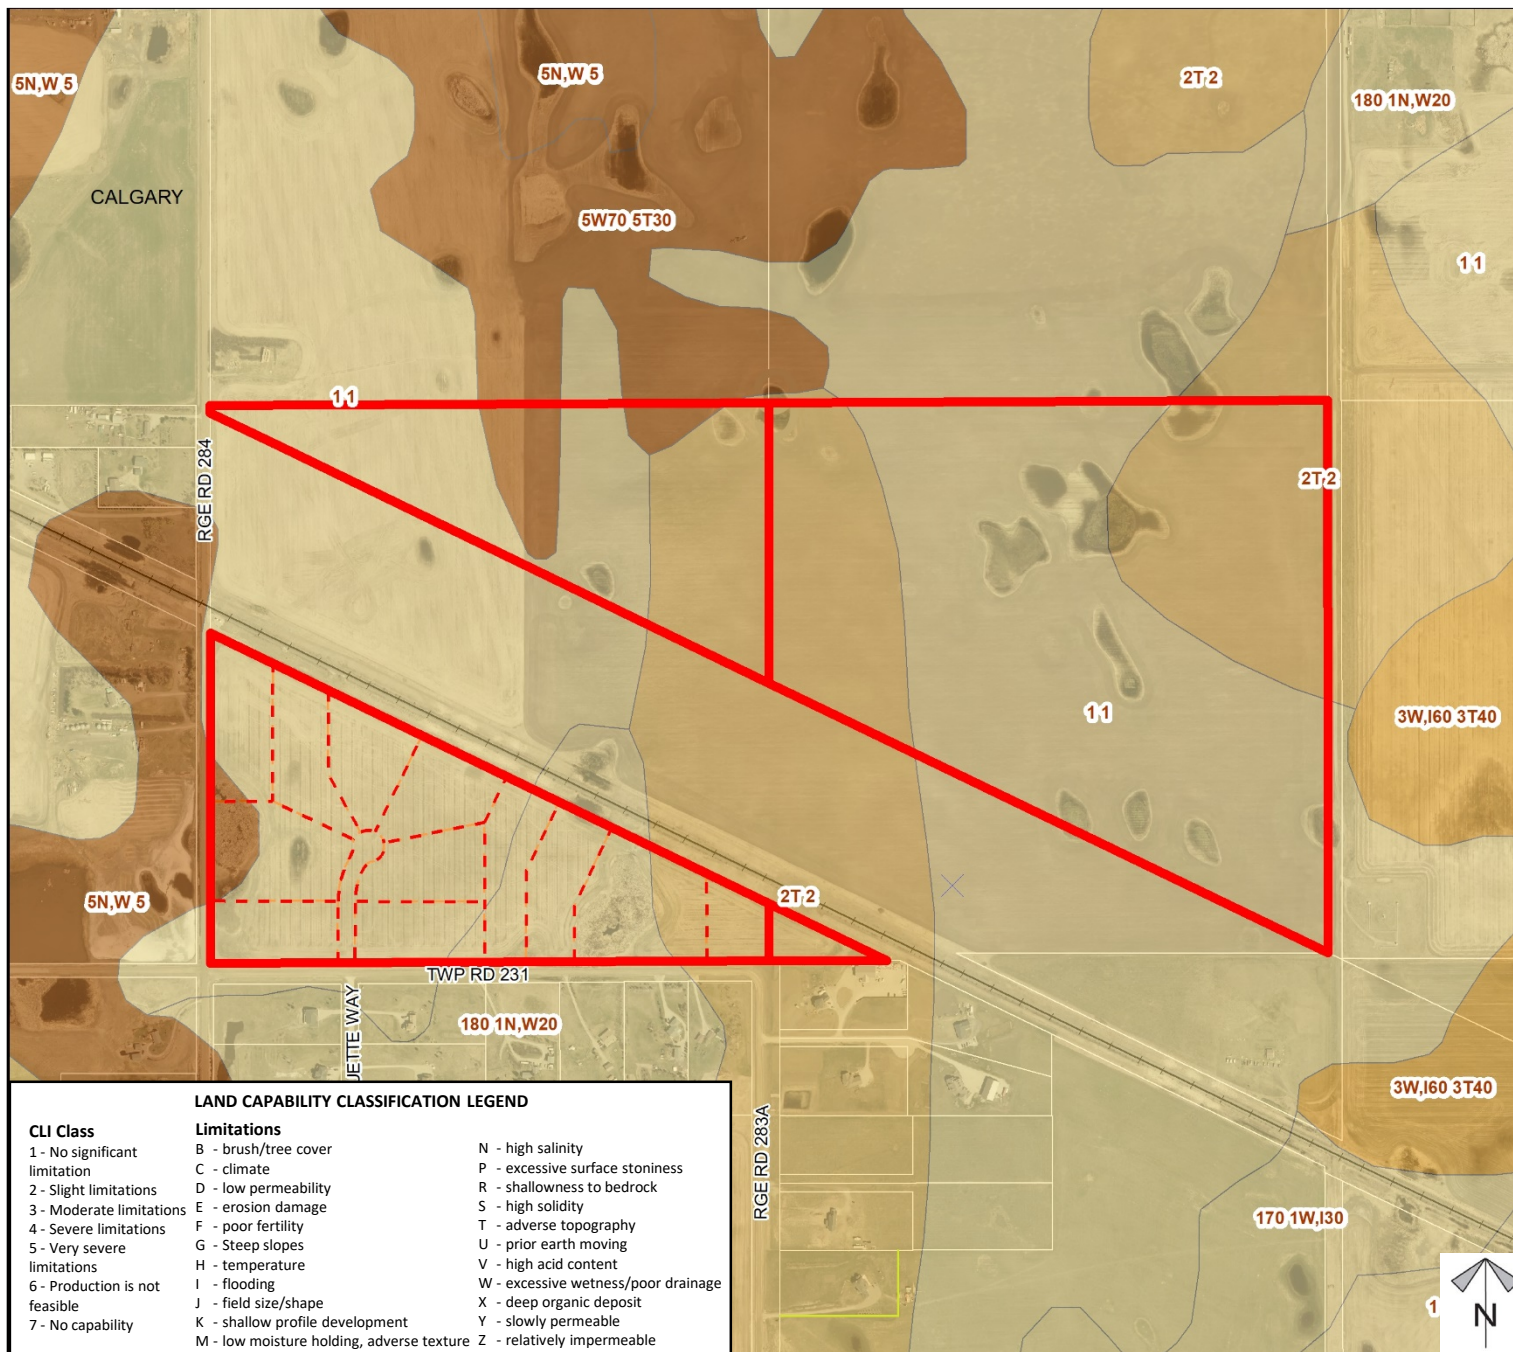 5N,W 5
5N,W 5
2T 2
180 1N,W20
CALGARY
5W70 5T30
1 1
1 1
RGE RD 284
2T 2
1 1
3W,I60 3T40
5N,W 5
2T 2
TWP RD 231
180 1N,W20
UETTE WAY
3W,I60 3T40
RGE RD 283A
170 1W,I30
1
N
LAND CAPABILITY CLASSIFICATION LEGEND
CLI Class
1 - No significant
limitation
2 - Slight limitations
3 - Moderate limitations
4 - Severe limitations
5 - Very severe
limitations
6 - Production is not
feasible
7 - No capability
Limitations
B - brush/tree cover
C - climate
D - low permeability
E - erosion damage
F - poor fertility
G - Steep slopes
H - temperature
I - flooding
J - field size/shape
K - shallow profile development
M - low moisture holding, adverse texture
N - high salinity
P - excessive surface stoniness
R - shallowness to bedrock
S - high solidity
T - adverse topography
U - prior earth moving
V - high acid content
W - excessive wetness/poor drainage
X - deep organic deposit
Y - slowly permeable
Z - relatively impermeable